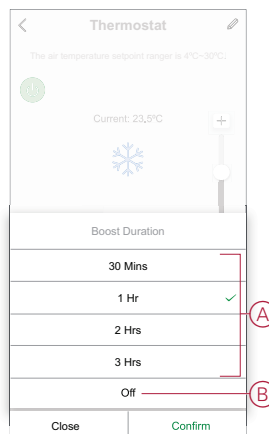 Thermostat
The air temperature setpoint ranger is 4°C~30°C.
Current: 23,5°C
+
Boost Duration
30 Mins
1 Hr
A
2 Hrs
3 Hrs
Off
B
Close Confirm